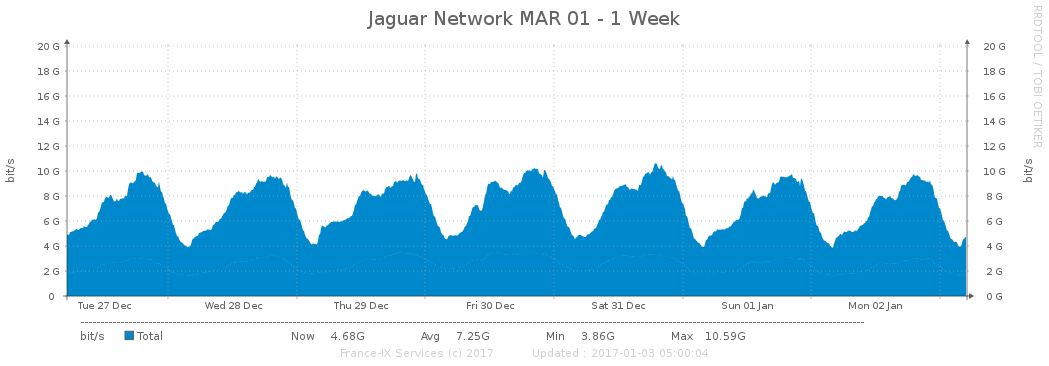 Jaguar Network MAR 01 - 1 Week
RRDTOOL / TOBI OETIKER
bit/s
20 G 20 G
18 G 18 G
16 G 16 G
14 G 14 G
12 G 12 G
10 G 10 G
8 G 8 G
6 G 6 G
4 G 4 G
2 G 2 G
0 0 G
bit/s
Tue 27 Dec Wed 28 Dec Thu 29 Dec Fri 30 Dec Sat 31 Dec Sun 01 Jan Mon 02 Jan
bit/s Total Now 4.68G Avg 7.25G Min 3.86G Max 10.59G
France-IX Services (c) 2017 Updated : 2017-01-03 05:00:04